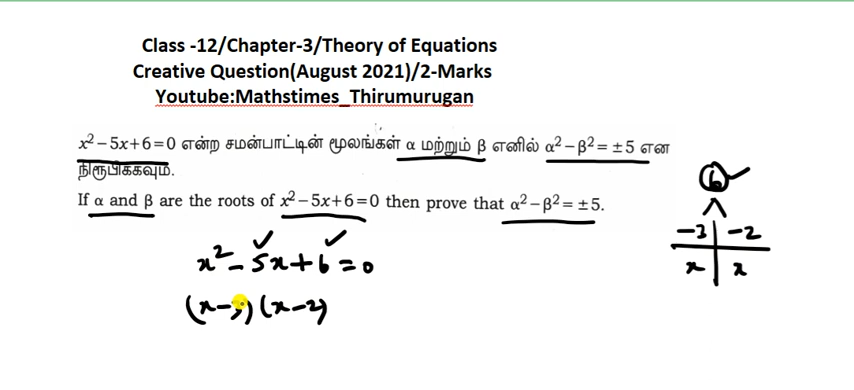 Class -12/Chapter-3/Theory of Equations
Creative Question(August 2021)/2-Marks
Youtube:Mathstimes_Thirumurugan
x²−5x+6=0 என்ற சமன்பாட்டின் மூலங்கள் α மற்றும் β எனில் α²−β²=±5 என
நிரூபிக்கவும்.
If α and β are the roots of x²−5x+6=0 then prove that α²−β²=±5.
6
-3 | -2
x | x
x²-5x+6=0
(x-3)(x-2)